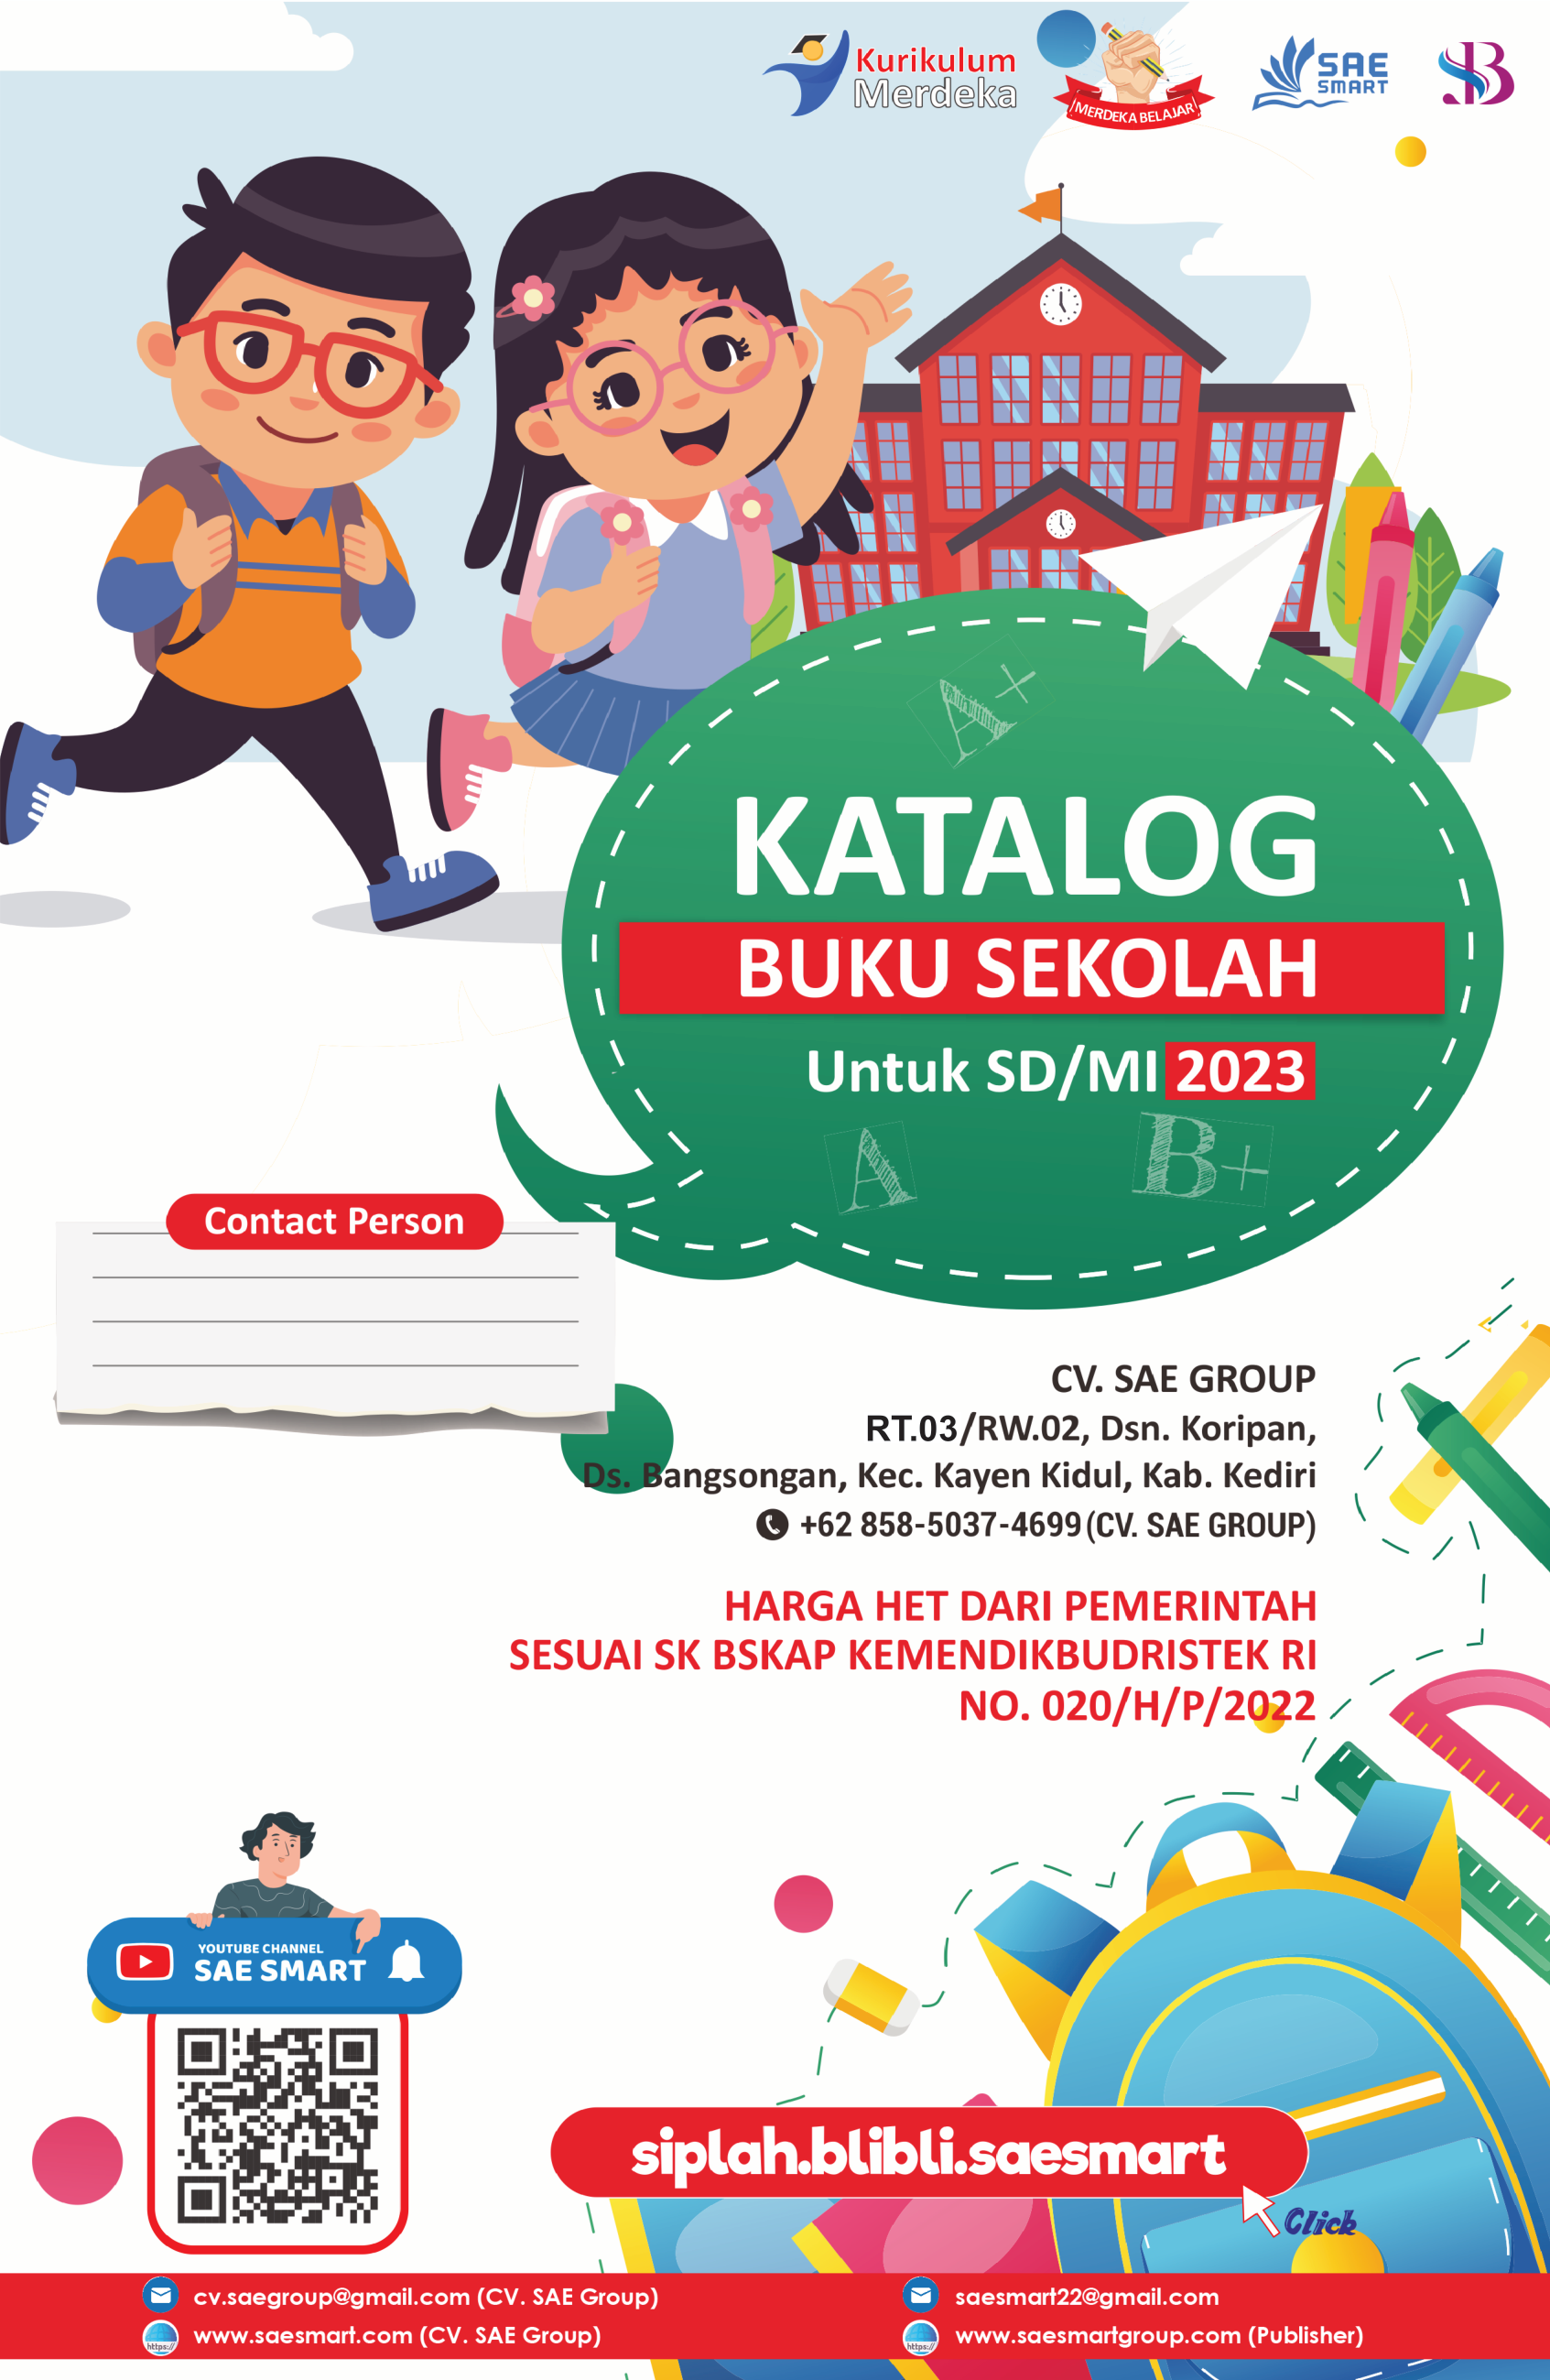 Kurikulum
Merdeka
MERDEKA BELAJAR
SAE
SMART
SB
A+
KATALOG
BUKU SEKOLAH
Untuk SD/MI 2023
A
B+
Contact Person
CV. SAE GROUP
RT.03/RW.02, Dsn. Koripan,
Ds. Bangsongan, Kec. Kayen Kidul, Kab. Kediri
+62 858-5037-4699 (CV. SAE GROUP)
HARGA HET DARI PEMERINTAH
SESUAI SK BSKAP KEMENDIKBUDRISTEK RI
NO. 020/H/P/2022
YOUTUBE CHANNEL
SAE SMART
siplah.blibli.saesmart
Click
cv.saegroup@gmail.com (CV. SAE Group)
saesmart22@gmail.com
https://
www.saesmart.com (CV. SAE Group)
https://
www.saesmartgroup.com (Publisher)